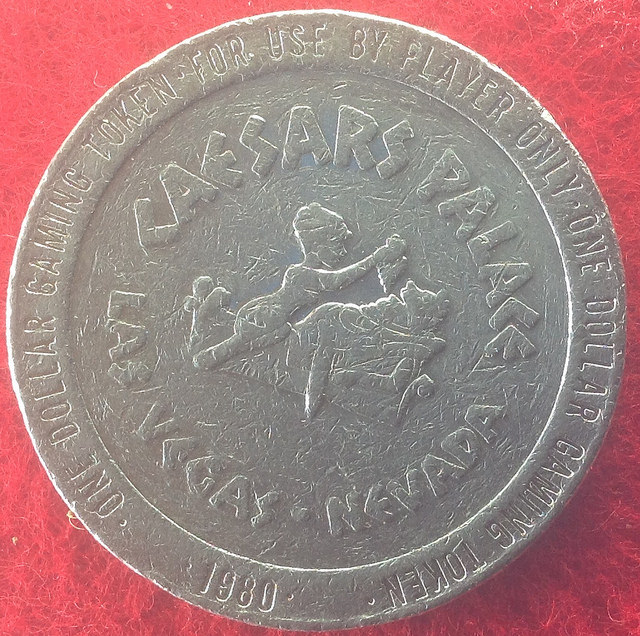 ONE DOLLAR GAMING TOKEN · FOR USE BY PLAYER ONLY · ONE DOLLAR GAMING TOKEN ·
· 1980 ·
CAESARS PALACE
LAS VEGAS · NEVADA